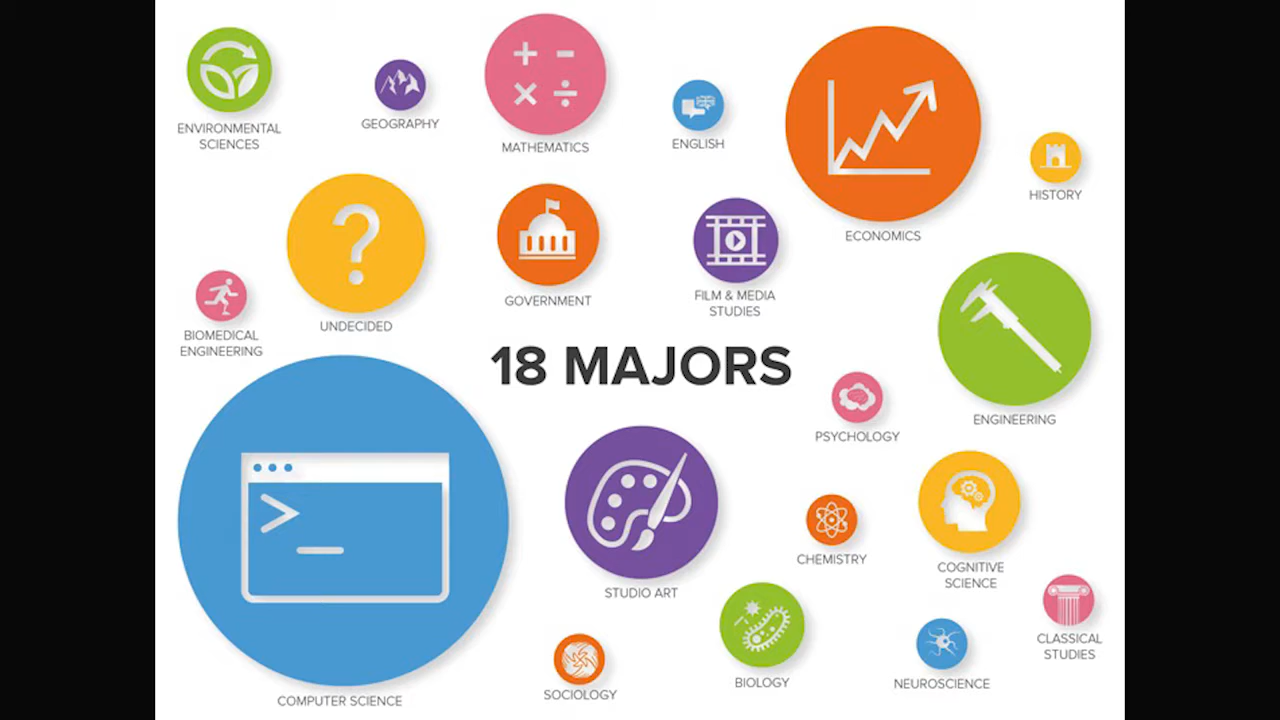 ENVIRONMENTAL
SCIENCES
GEOGRAPHY
MATHEMATICS
ENGLISH
ECONOMICS
HISTORY
BIOMEDICAL
ENGINEERING
UNDECIDED
GOVERNMENT
FILM & MEDIA
STUDIES
18 MAJORS
ENGINEERING
PSYCHOLOGY
COMPUTER SCIENCE
STUDIO ART
CHEMISTRY
COGNITIVE
SCIENCE
SOCIOLOGY
BIOLOGY
NEUROSCIENCE
CLASSICAL
STUDIES